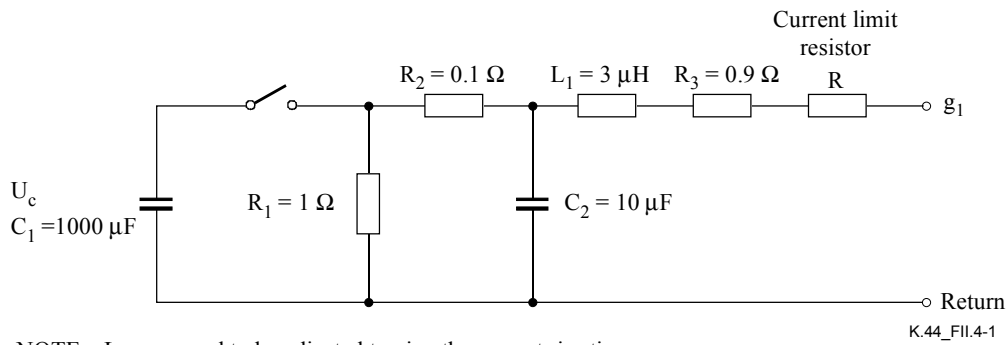 Current limit
resistor
R
R₂ = 0.1 Ω
L₁ = 3 μH
R₃ = 0.9 Ω
g₁
U_c
C₁ =1000 μF
R₁ = 1 Ω
C₂ = 10 μF
Return
K.44_FII.4-1